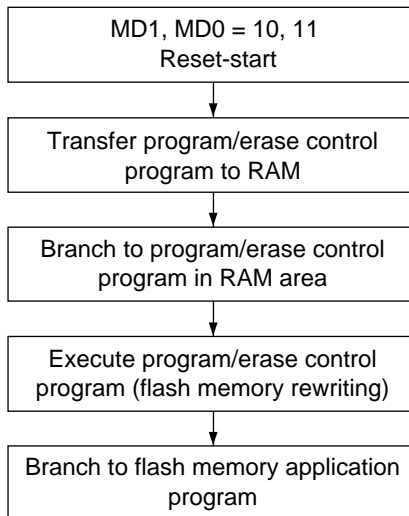 MD1, MD0 = 10, 11
Reset-start
Transfer program/erase control
program to RAM
Branch to program/erase control
program in RAM area
Execute program/erase control
program (flash memory rewriting)
Branch to flash memory application
program